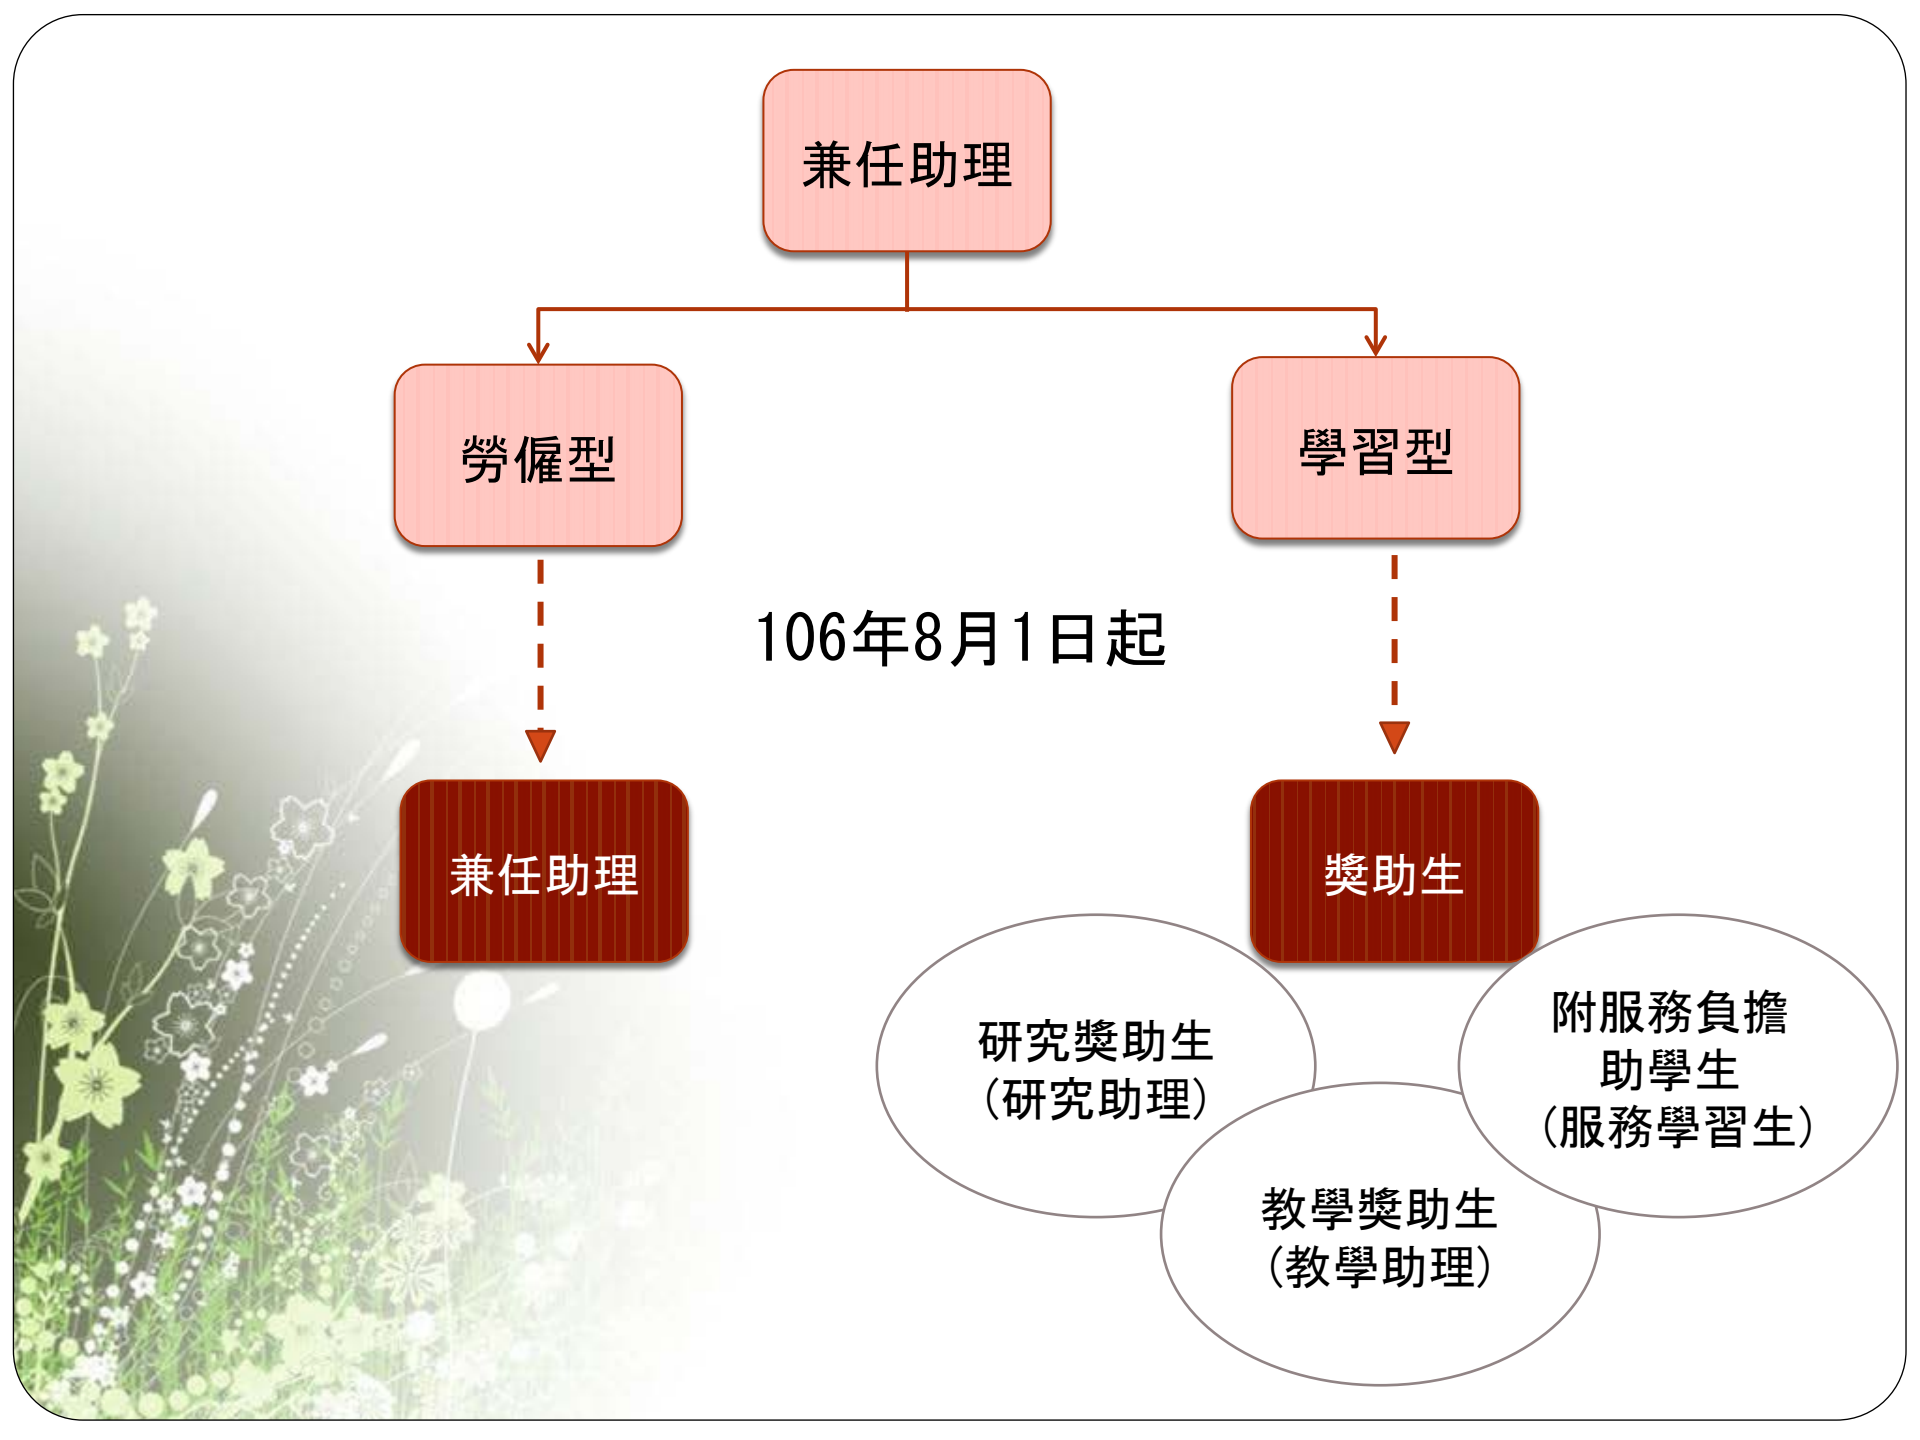 兼任助理
勞僱型
學習型
106年8月1日起
兼任助理
獎助生
研究獎助生
(研究助理)
附服務負擔
助學生
(服務學習生)
教學獎助生
(教學助理)